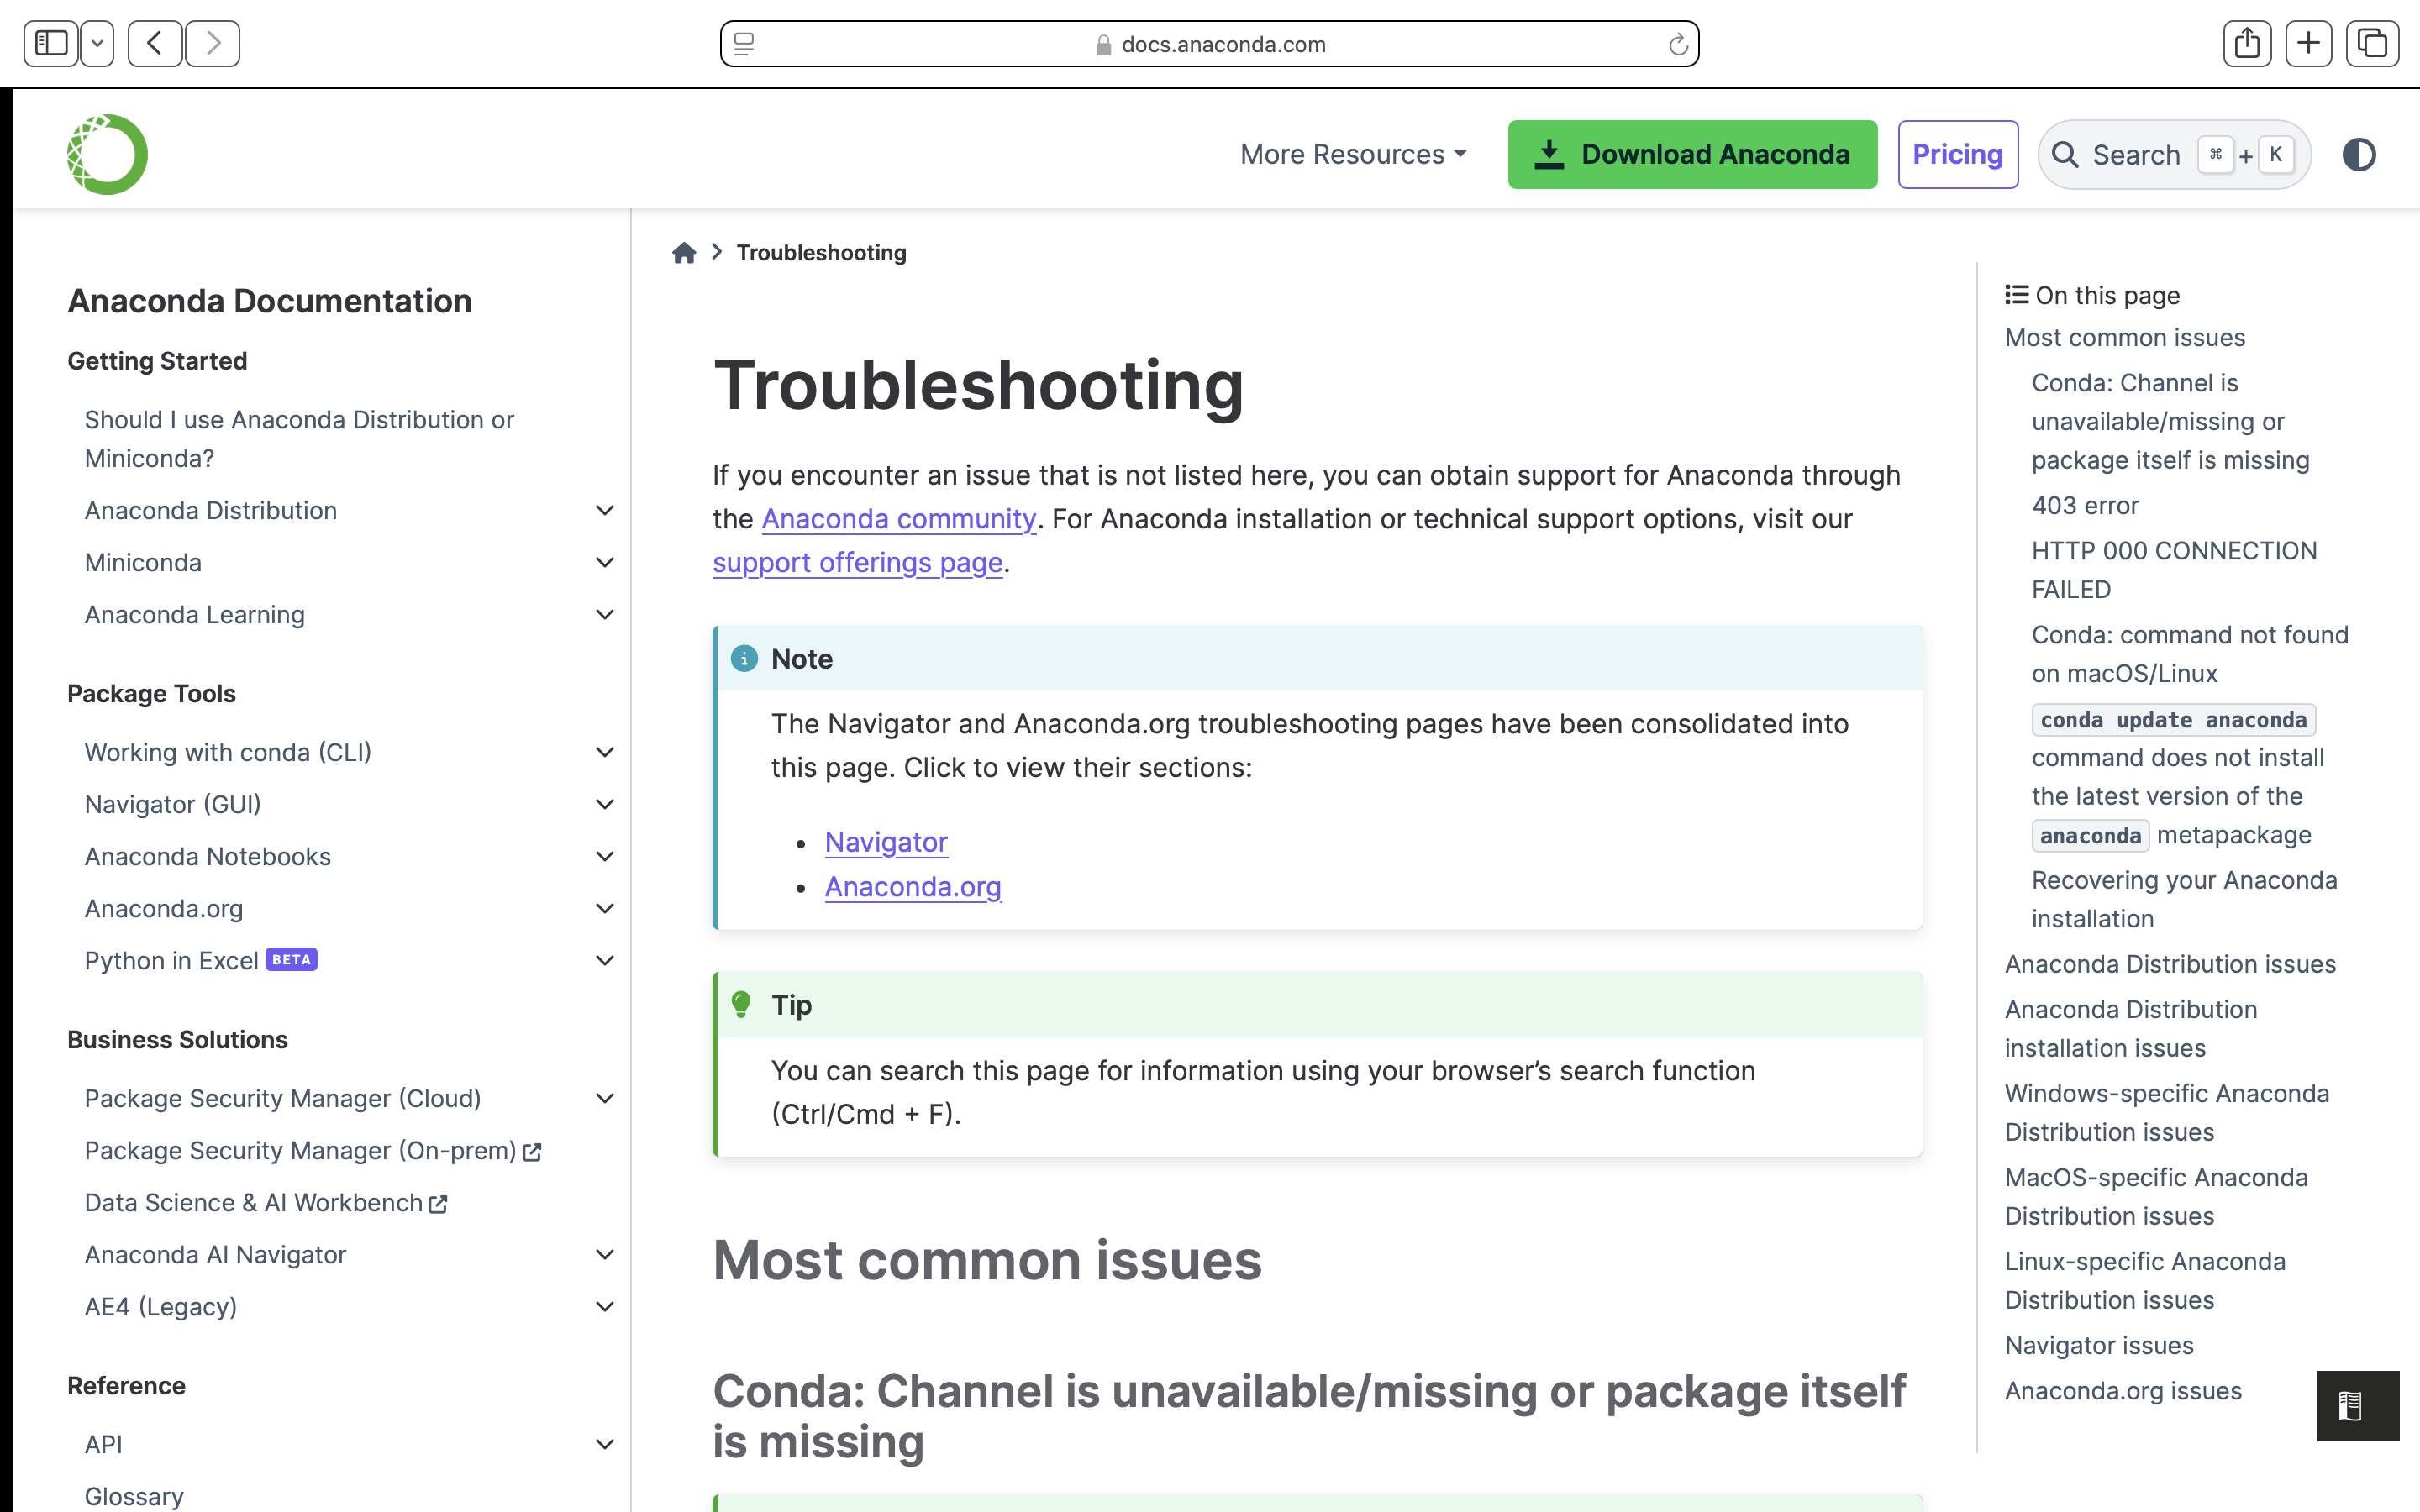 docs.anaconda.com
More Resources
Download Anaconda
Pricing
Search ⌘ + K
Anaconda Documentation
Getting Started
Should I use Anaconda Distribution or
Miniconda?
Anaconda Distribution
Miniconda
Anaconda Learning
Package Tools
Working with conda (CLI)
Navigator (GUI)
Anaconda Notebooks
Anaconda.org
Python in Excel BETA
Business Solutions
Package Security Manager (Cloud)
Package Security Manager (On-prem)
Data Science & AI Workbench
Anaconda AI Navigator
AE4 (Legacy)
Reference
API
Glossary
Troubleshooting
Troubleshooting
If you encounter an issue that is not listed here, you can obtain support for Anaconda through
the Anaconda community. For Anaconda installation or technical support options, visit our
support offerings page.
Note
The Navigator and Anaconda.org troubleshooting pages have been consolidated into
this page. Click to view their sections:
• Navigator
• Anaconda.org
Tip
You can search this page for information using your browser’s search function
(Ctrl/Cmd + F).
Most common issues
Conda: Channel is unavailable/missing or package itself
is missing
On this page
Most common issues
Conda: Channel is
unavailable/missing or
package itself is missing
403 error
HTTP 000 CONNECTION
FAILED
Conda: command not found
on macOS/Linux
conda update anaconda
command does not install
the latest version of the
anaconda metapackage
Recovering your Anaconda
installation
Anaconda Distribution issues
Anaconda Distribution
installation issues
Windows-specific Anaconda
Distribution issues
MacOS-specific Anaconda
Distribution issues
Linux-specific Anaconda
Distribution issues
Navigator issues
Anaconda.org issues